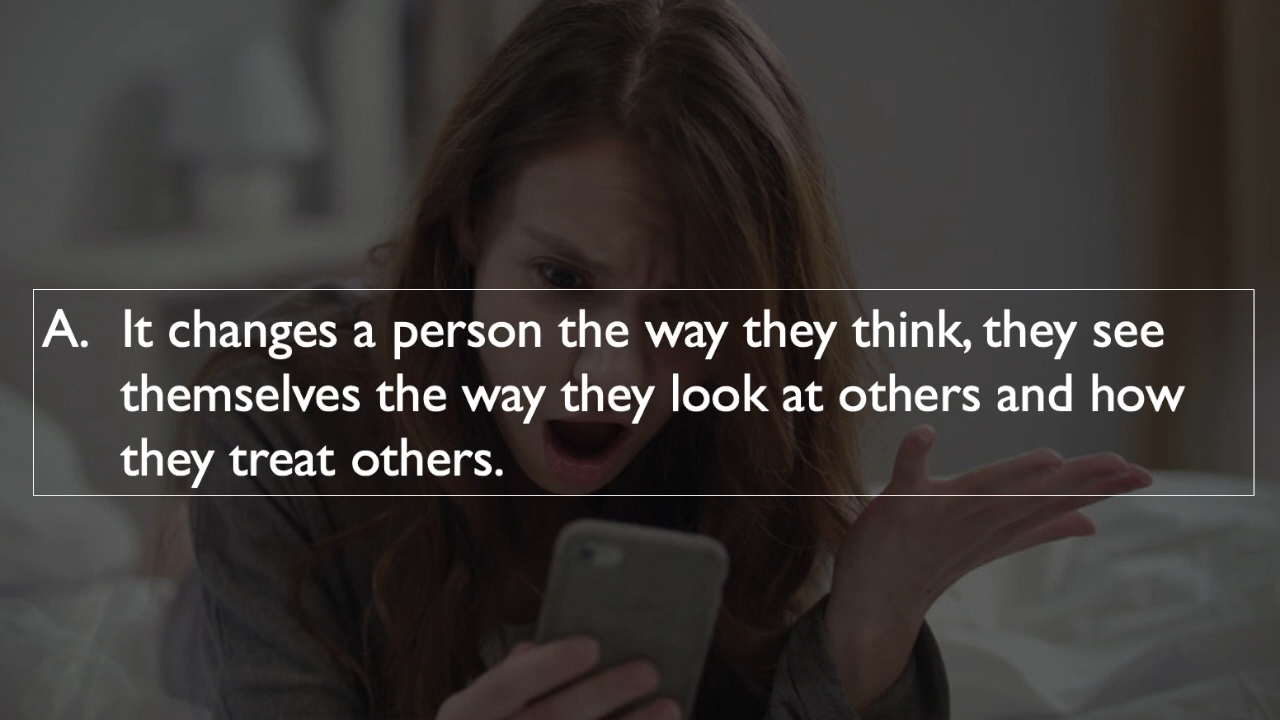 A. It changes a person the way they think, they see
themselves the way they look at others and how
they treat others.